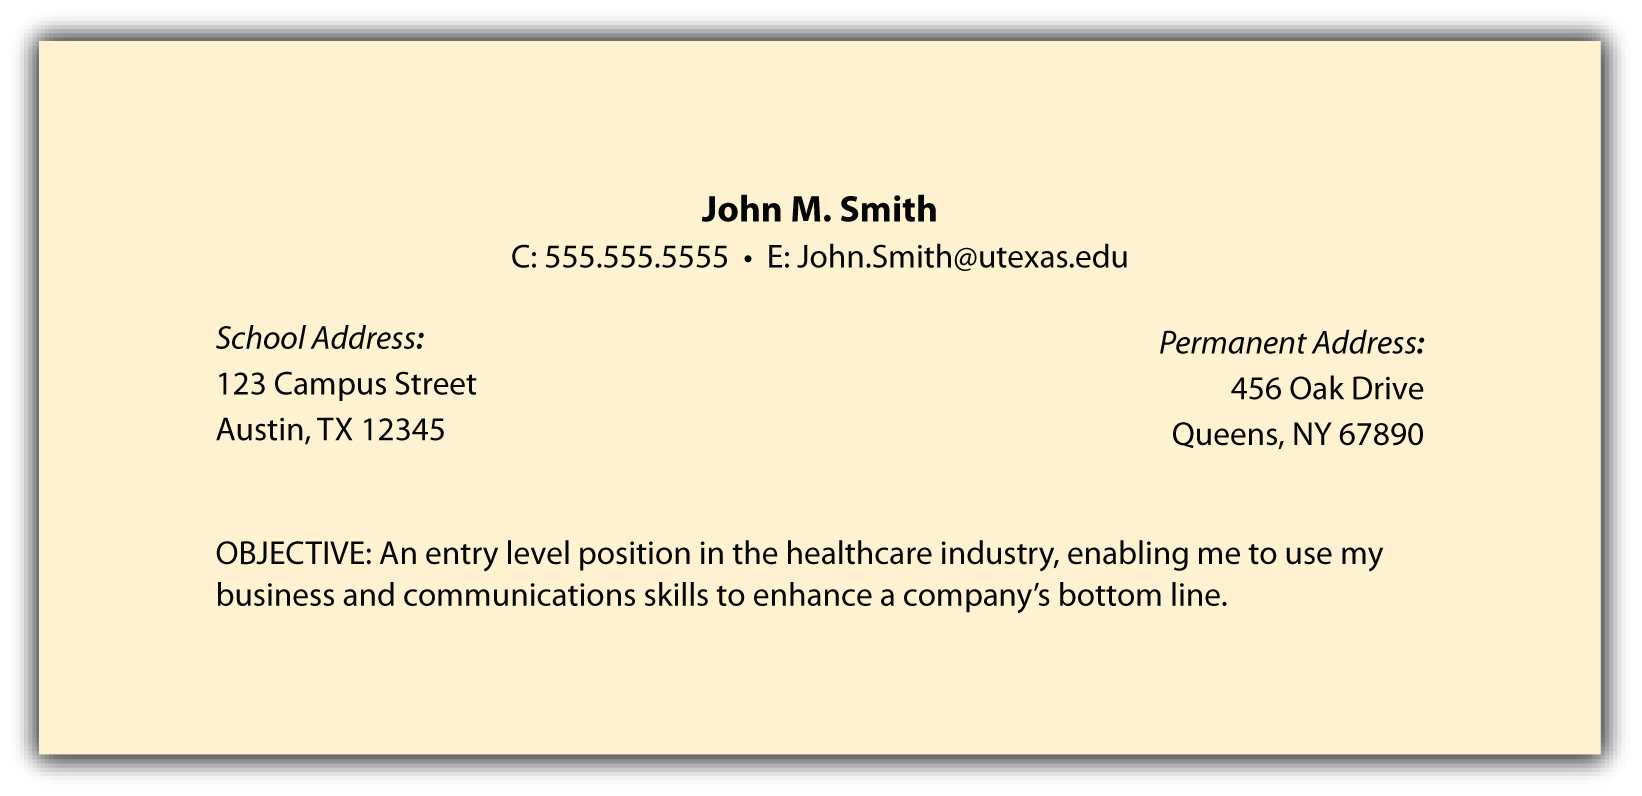 John M. Smith
C: 555.555.5555 • E: John.Smith@utexas.edu
School Address:
123 Campus Street
Austin, TX 12345
Permanent Address:
456 Oak Drive
Queens, NY 67890
OBJECTIVE: An entry level position in the healthcare industry, enabling me to use my
business and communications skills to enhance a company’s bottom line.